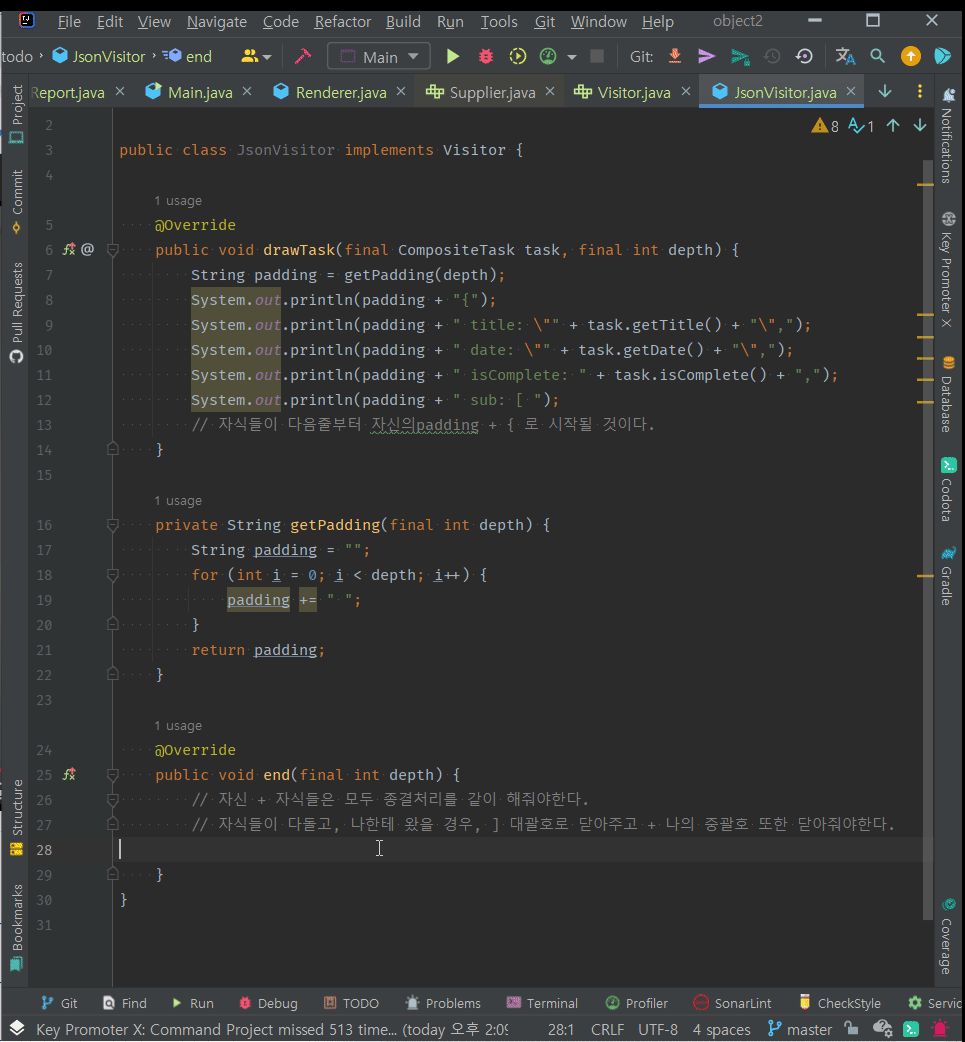 File Edit View Navigate Code Refactor Build Run Tools Git Window Help object2
todo JsonVisitor end Main Git:
Report.java Main.java Renderer.java Supplier.java Visitor.java JsonVisitor.java
8 1
2
3 public class JsonVisitor implements Visitor {
4
1 usage
5 @Override
6 @ public void drawTask(final CompositeTask task, final int depth) {
7 String padding = getPadding(depth);
8 System.out.println(padding + "{");
9 System.out.println(padding + " title: \"" + task.getTitle() + "\",");
10 System.out.println(padding + " date: \"" + task.getDate() + "\",");
11 System.out.println(padding + " isComplete: " + task.isComplete() + ",");
12 System.out.println(padding + " sub: [ ");
13 // 자식들이 다음줄부터 자신의padding + { 로 시작될 것이다.
14 }
15
1 usage
16 private String getPadding(final int depth) {
17 String padding = "";
18 for (int i = 0; i < depth; i++) {
19 padding += " ";
20 }
21 return padding;
22 }
23
1 usage
24 @Override
25 public void end(final int depth) {
26 // 자신 + 자식들은 모두 종결처리를 같이 해줘야한다.
27 // 자식들이 다돌고, 나한테 왔을 경우, ] 대괄호로 닫아주고 + 나의 중괄호 또한 닫아줘야한다.
28
29 }
30 }
31
Project
Commit
Pull Requests
Structure
Bookmarks
Notifications
Key Promoter X
Database
Codota
Gradle
Coverage
Git Find Run Debug TODO Problems Terminal Profiler SonarLint CheckStyle Servic
Key Promoter X: Command Project missed 513 time... (today 오후 2:09 28:1 CRLF UTF-8 4 spaces master